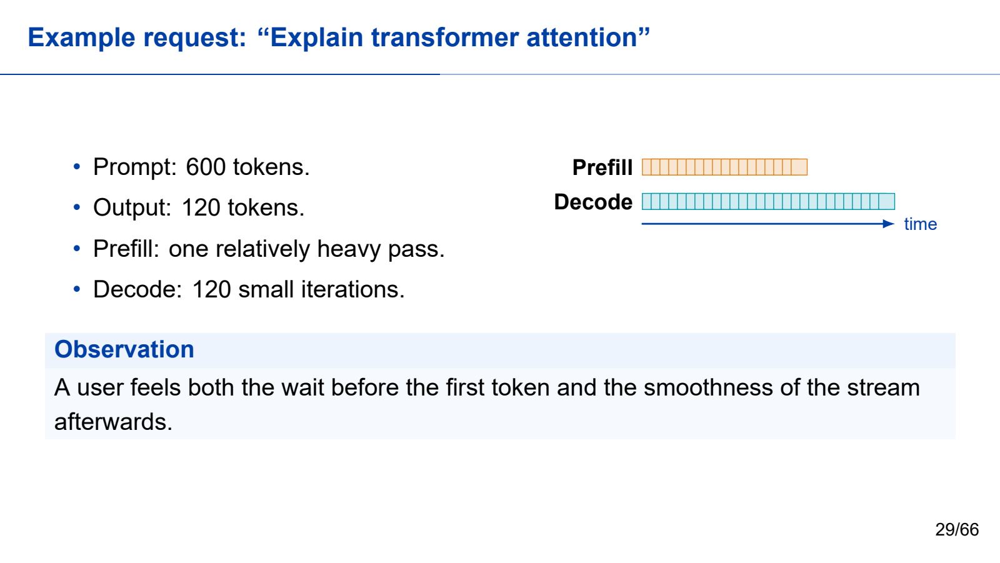 Example request: “Explain transformer attention”
• Prompt: 600 tokens.
• Output: 120 tokens.
• Prefill: one relatively heavy pass.
• Decode: 120 small iterations.
Prefill
Decode
time
Observation
A user feels both the wait before the first token and the smoothness of the stream
afterwards.
29/66